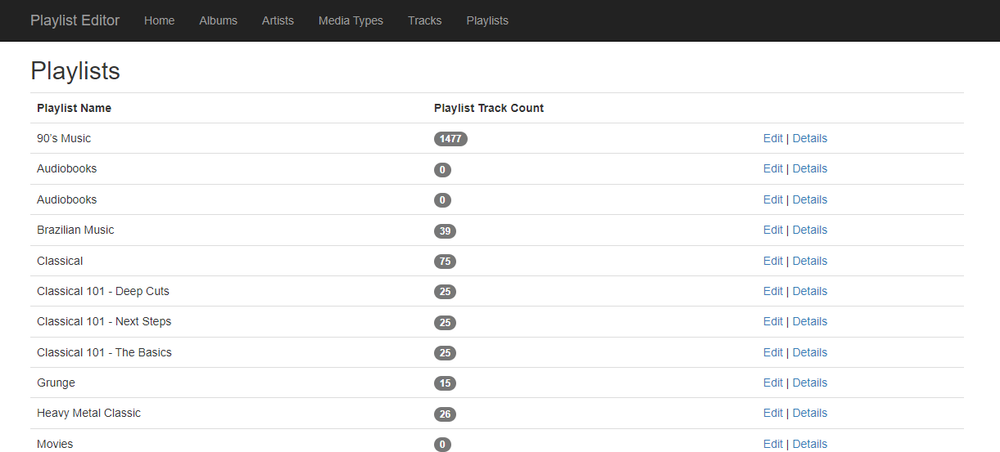 Playlist Editor Home Albums Artists Media Types Tracks Playlists
Playlists
Playlist Name Playlist Track Count
90's Music 1477 Edit | Details
Audiobooks 0 Edit | Details
Audiobooks 0 Edit | Details
Brazilian Music 39 Edit | Details
Classical 75 Edit | Details
Classical 101 - Deep Cuts 25 Edit | Details
Classical 101 - Next Steps 25 Edit | Details
Classical 101 - The Basics 25 Edit | Details
Grunge 15 Edit | Details
Heavy Metal Classic 26 Edit | Details
Movies 0 Edit | Details